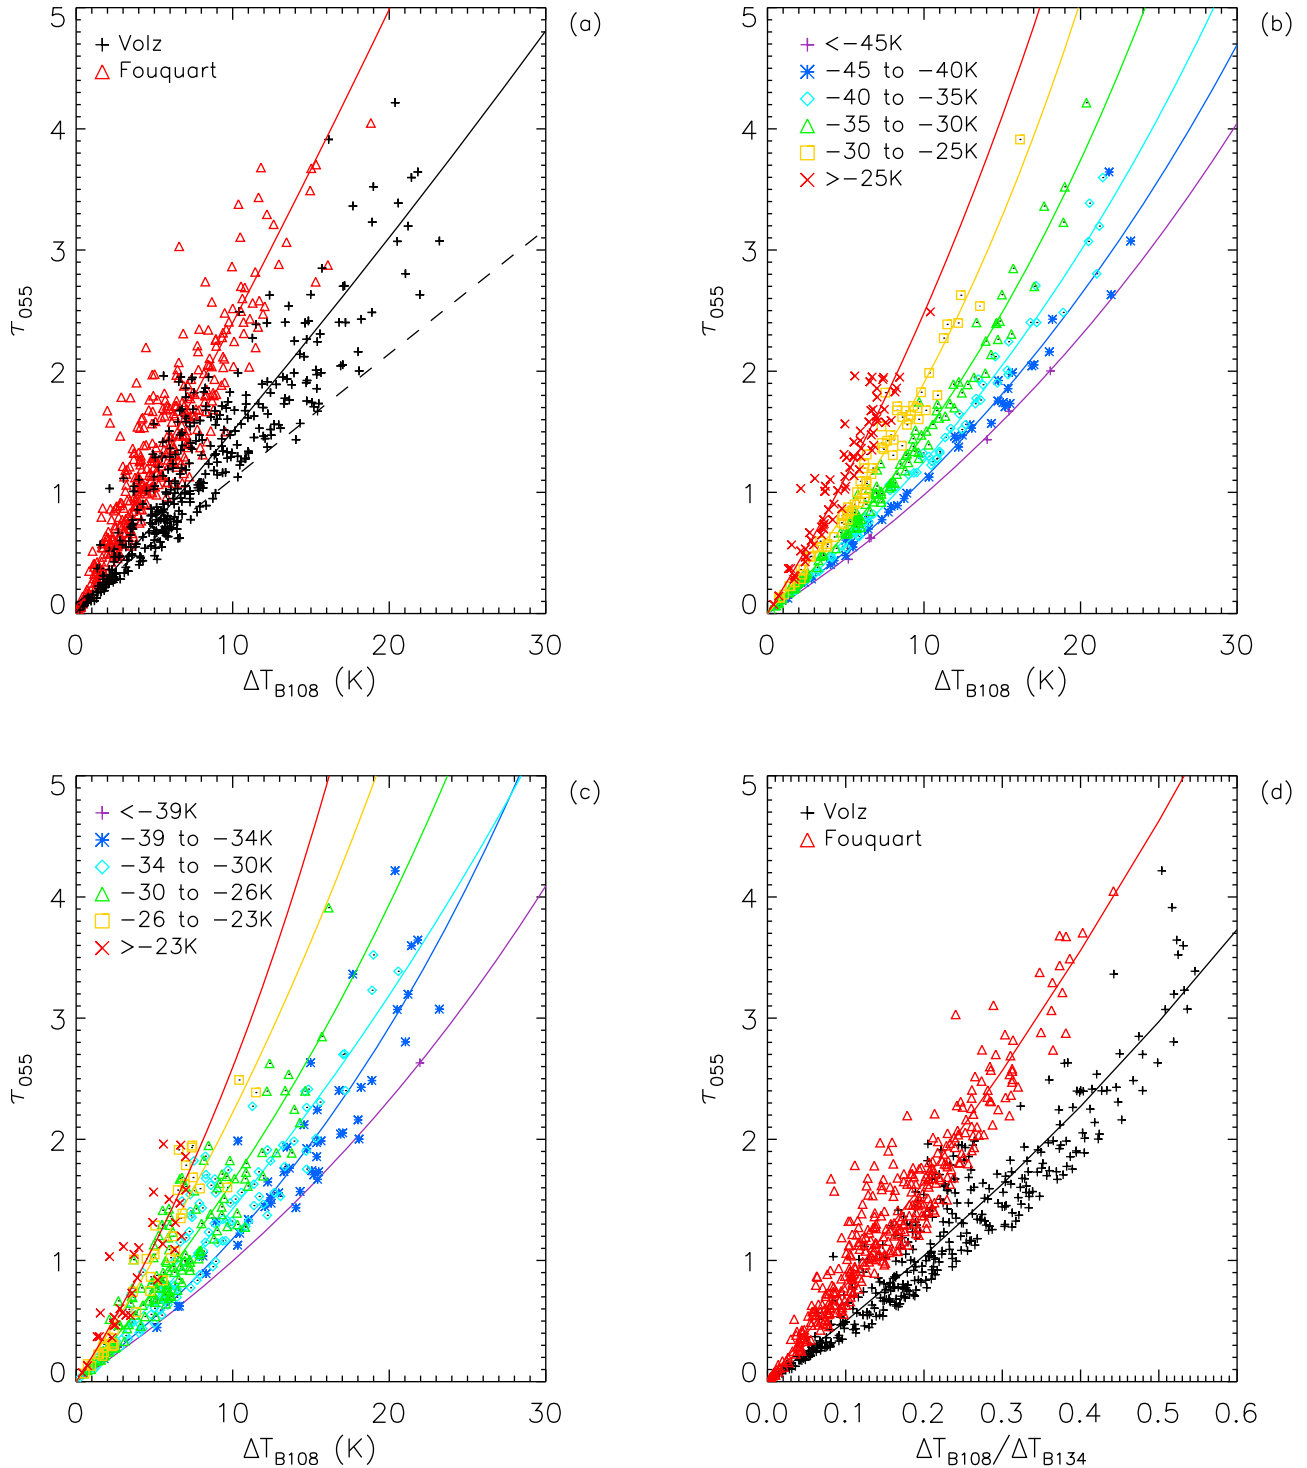 (a)
5
4
3
2
1
0
τ055
Volz
Fouquart
0 10 20 30
ΔTB108 (K)
(b)
5
4
3
2
1
0
τ055
<−45K
−45 to −40K
−40 to −35K
−35 to −30K
−30 to −25K
>−25K
0 10 20 30
ΔTB108 (K)
(c)
5
4
3
2
1
0
τ055
<−39K
−39 to −34K
−34 to −30K
−30 to −26K
−26 to −23K
>−23K
0 10 20 30
ΔTB108 (K)
(d)
5
4
3
2
1
0
τ055
Volz
Fouquart
0.0 0.1 0.2 0.3 0.4 0.5 0.6
ΔTB108/ΔTB134